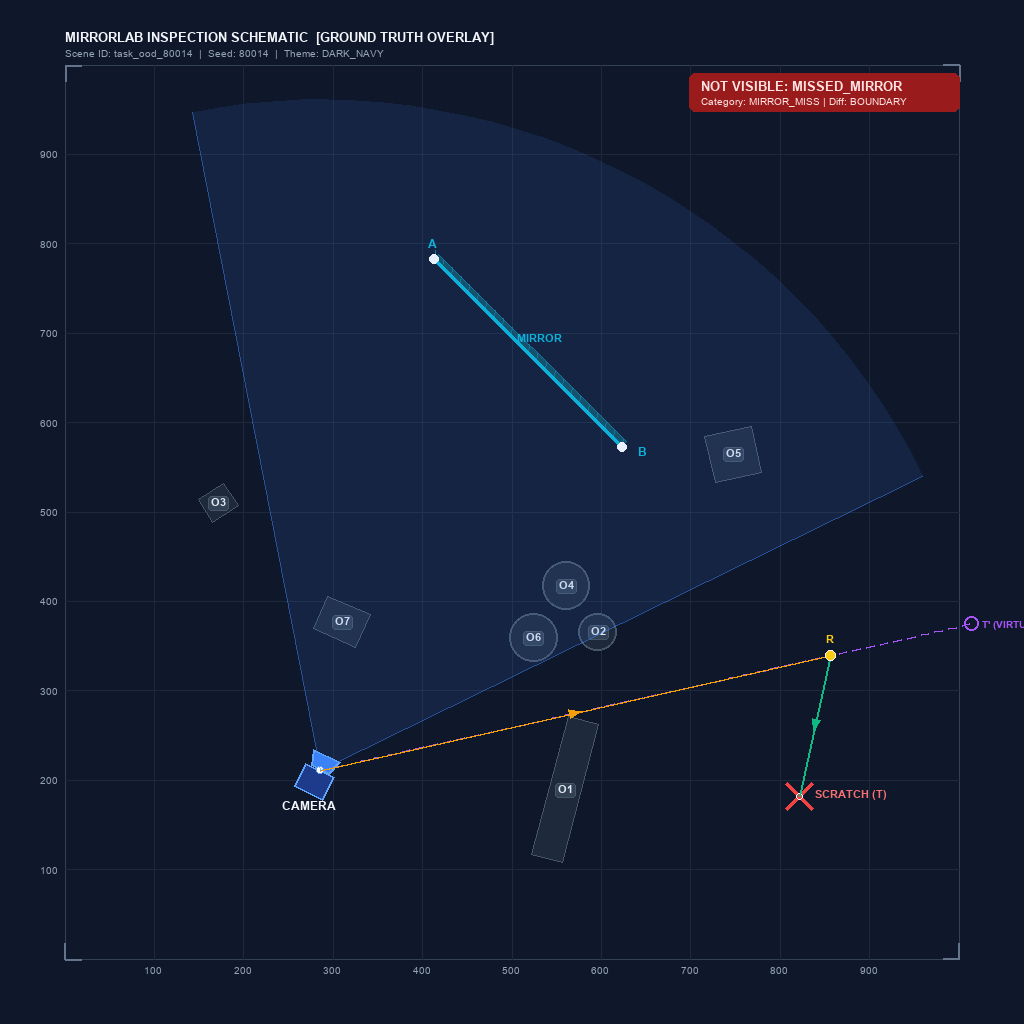 MIRRORLAB INSPECTION SCHEMATIC [GROUND TRUTH OVERLAY]
Scene ID: task_ood_80014 | Seed: 80014 | Theme: DARK_NAVY
NOT VISIBLE: MISSED_MIRROR
Category: MIRROR_MISS | Diff: BOUNDARY
900
A
800
MIRROR
700
600
B
O5
O3
500
O4
400
O7
O6
O2
T' (VIRTU
R
300
200
CAMERA
O1
SCRATCH (T)
100
100 200 300 400 500 600 700 800 900